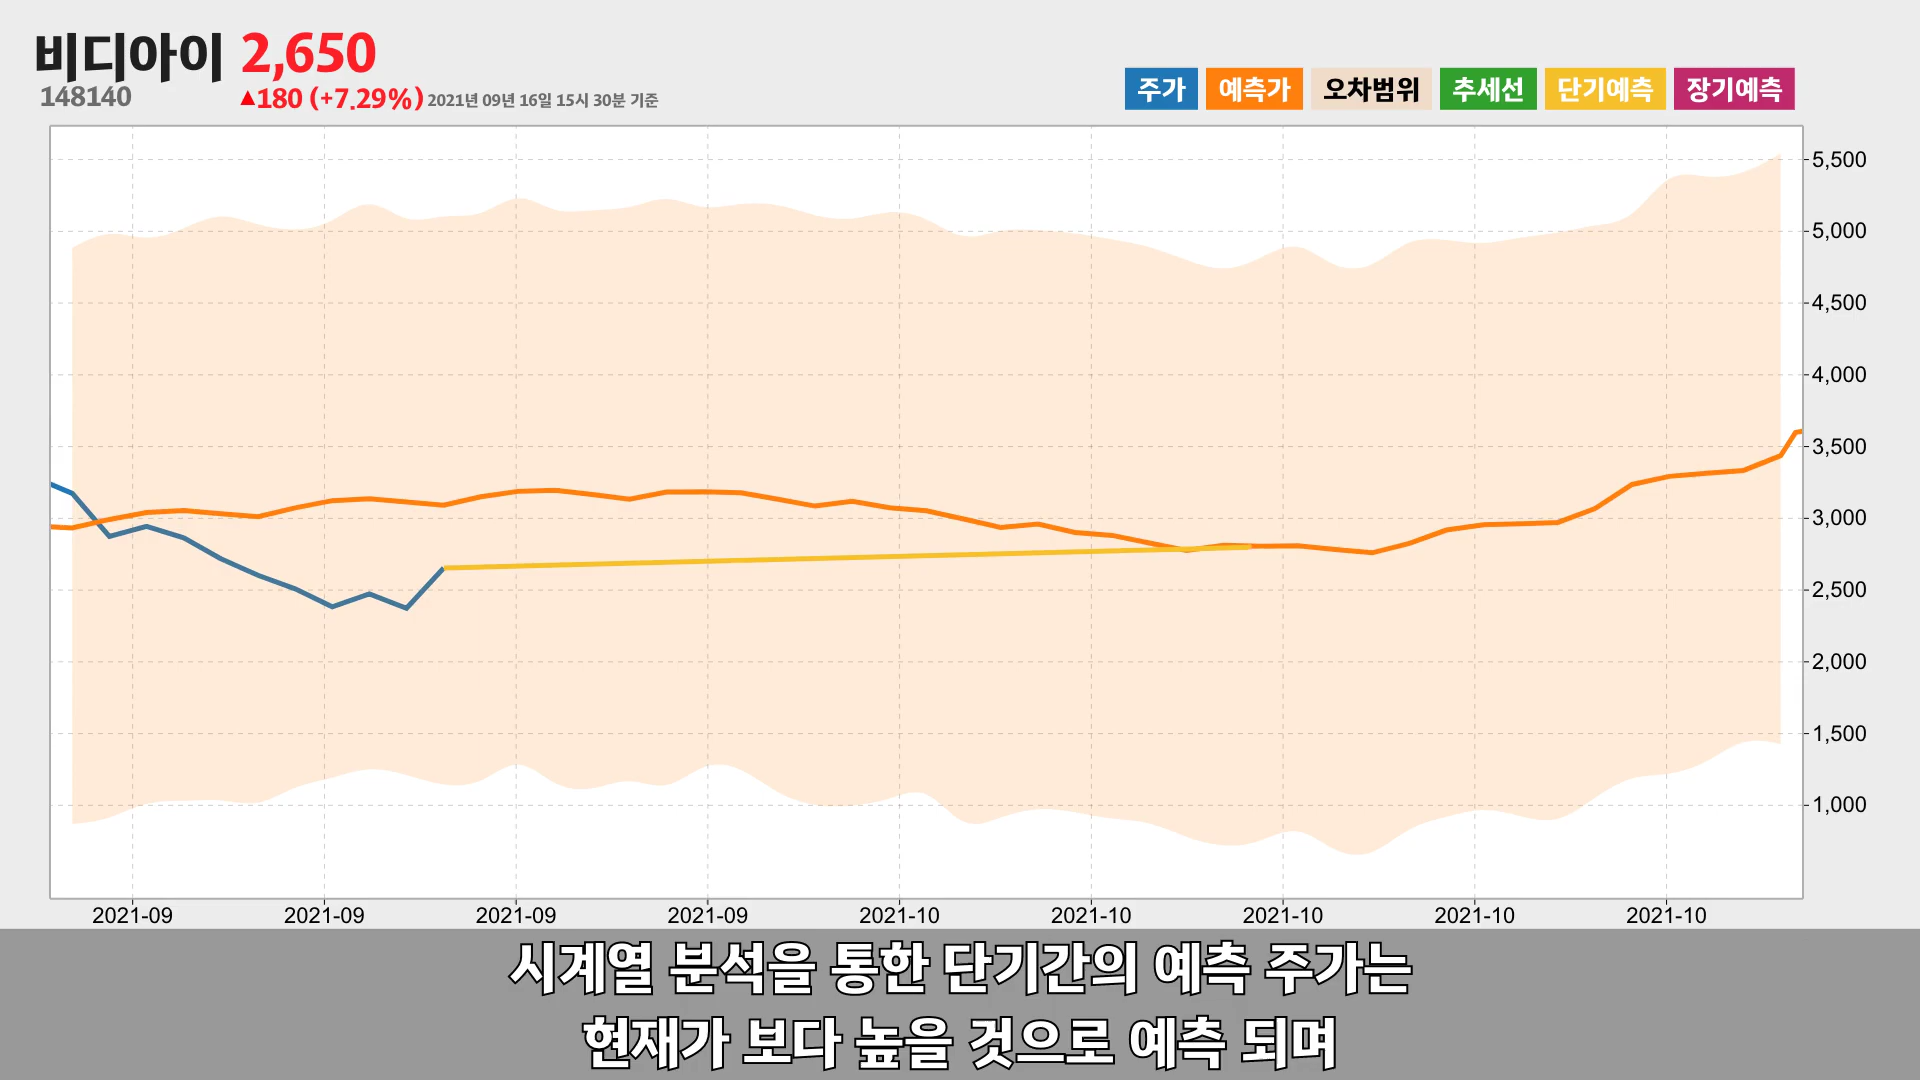 비디아이 2,650
148140 ▲180 (+7.29%) 2021년 09년 16일 15시 30분 기준
주가 예측가 오차범위 추세선 단기예측 장기예측
5,500
5,000
4,500
4,000
3,500
3,000
2,500
2,000
1,500
1,000
2021-09 2021-09 2021-09 2021-09 2021-10 2021-10 2021-10 2021-10 2021-10
시계열 분석을 통한 단기간의 예측 주가는
현재가 보다 높을 것으로 예측 되며